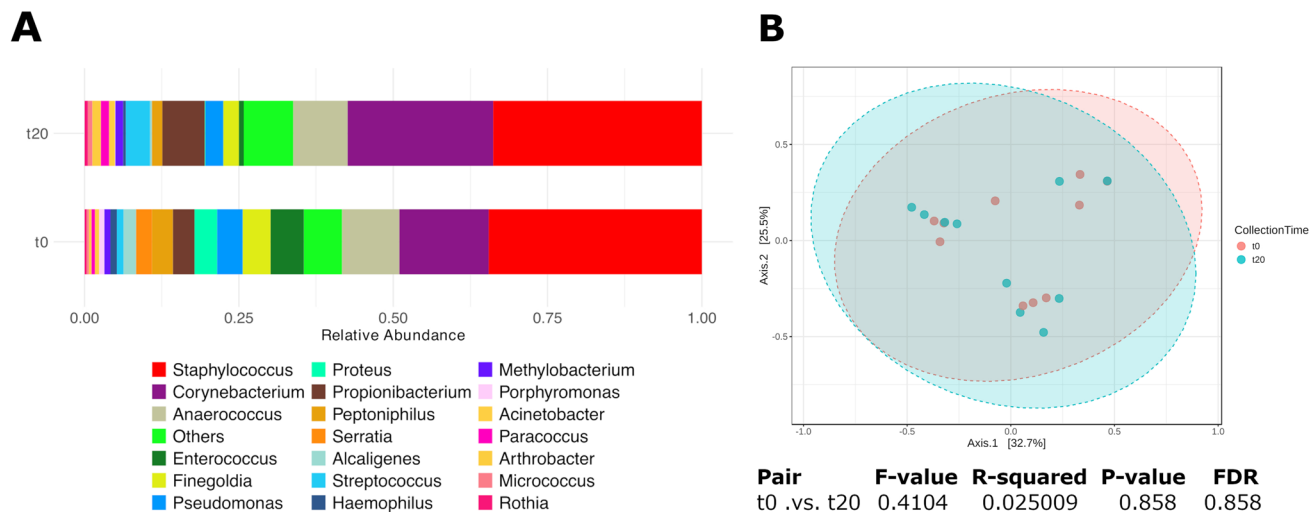 A
t20
t0
0.00 0.25 0.50 0.75 1.00
Relative Abundance
Staphylococcus Proteus Methylobacterium
Corynebacterium Propionibacterium Porphyromonas
Anaerococcus Peptoniphilus Acinetobacter
Others Serratia Paracoccus
Enterococcus Alcaligenes Arthrobacter
Finegoldia Streptococcus Micrococcus
Pseudomonas Haemophilus Rothia
B
Axis.2 [25.5%]
0.5
0.0
-0.5
-1.0 -0.5 0.0 0.5 1.0
Axis.1 [32.7%]
CollectionTime
t0
t20
Pair F-value R-squared P-value FDR
t0 .vs. t20 0.4104 0.025009 0.858 0.858